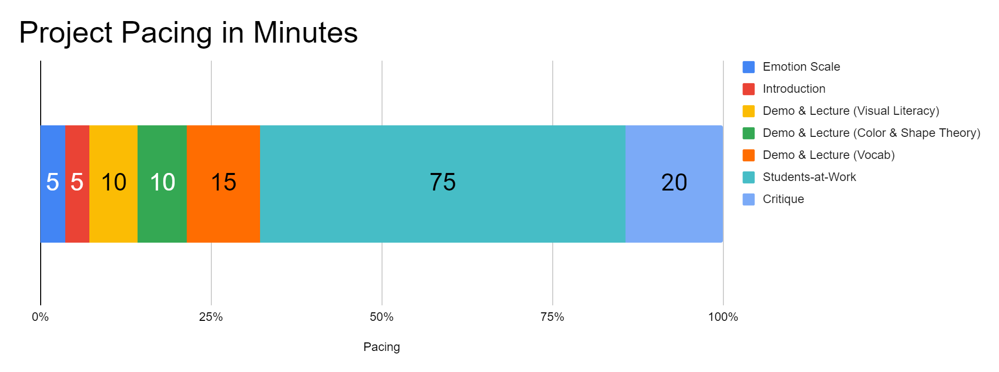 Project Pacing in Minutes
Emotion Scale
Introduction
Demo & Lecture (Visual Literacy)
Demo & Lecture (Color & Shape Theory)
Demo & Lecture (Vocab)
Students-at-Work
Critique
5 5 10 10 15 75 20
0% 25% 50% 75% 100%
Pacing